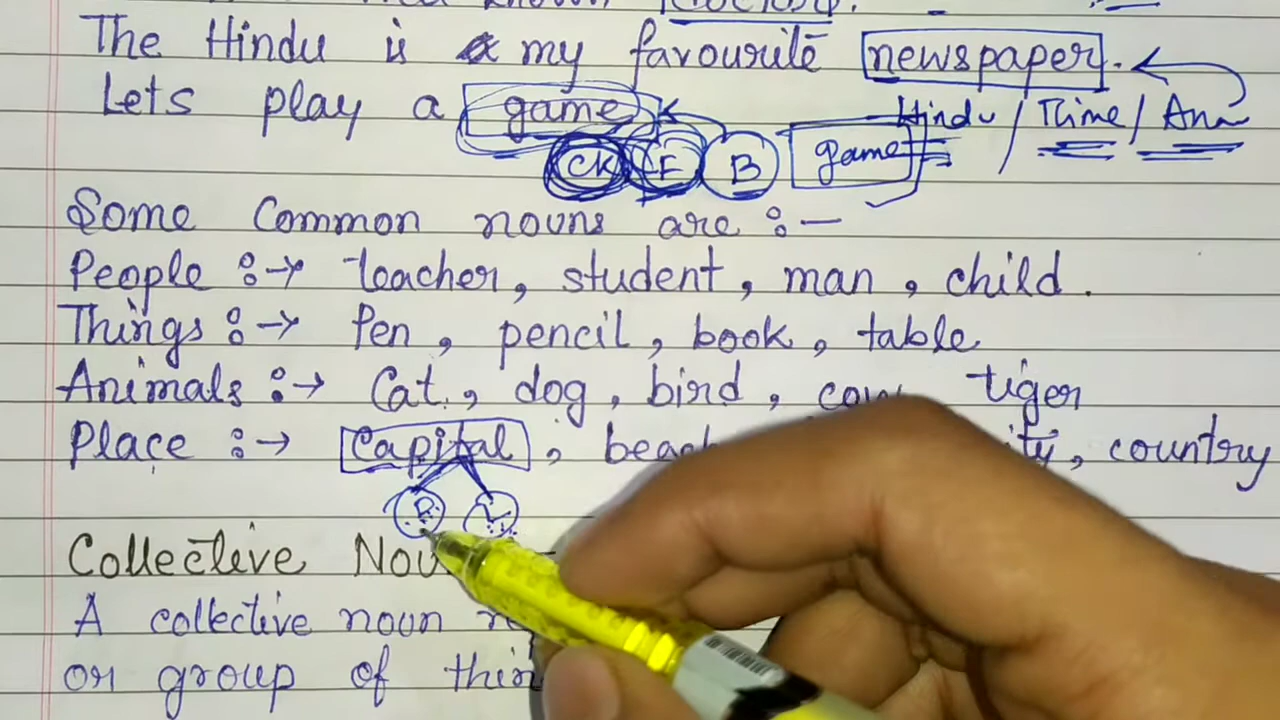 The Hindu is my favourite newspaper.
Lets play a game
Hindu / Time /
CK F B game
Some Common nouns are :-
People :→ teacher, student, man, child.
Things :→ Pen, pencil, book, table
Animals :→ Cat, dog, bird, cow, tiger
Place :→ Capital, country
Collective
A collective noun
or group of